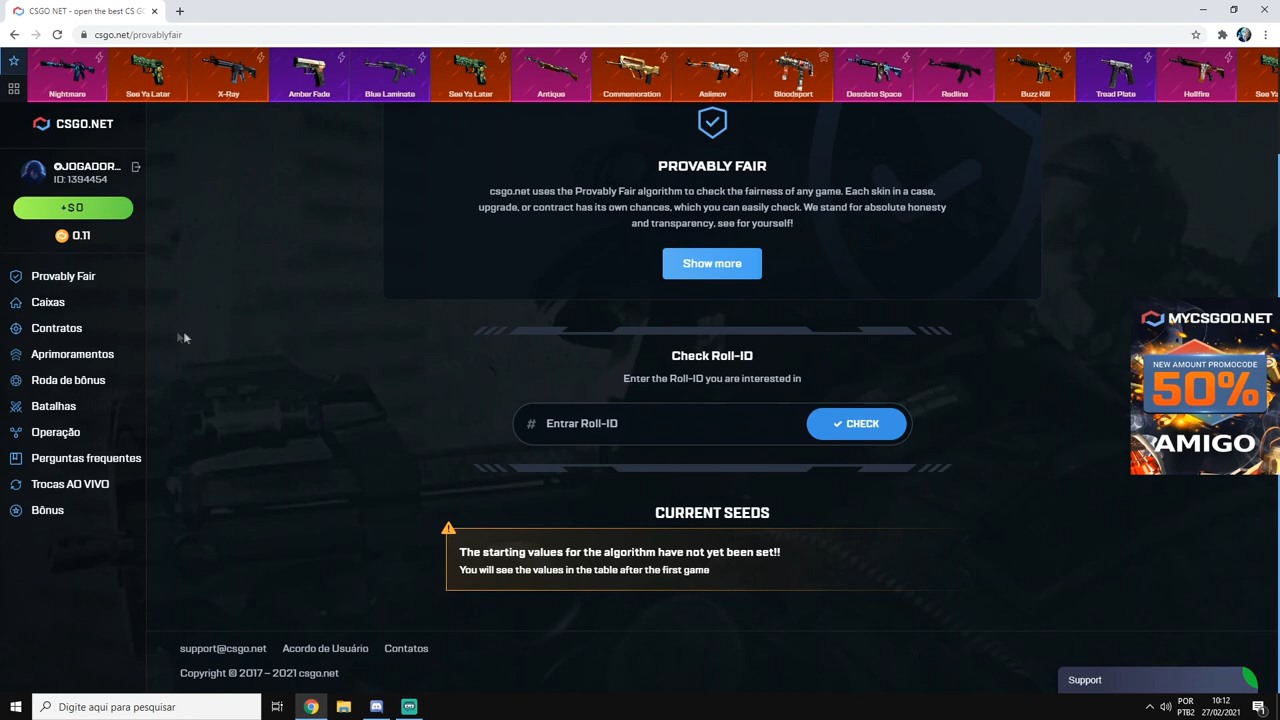 CSGO NET - open the best CS G
csgo.net/provablyfair
Nightmare
See Ya Later
X-Ray
Amber Fade
Blue Laminate
See Ya Later
Antique
Commemoration
Asiimov
Bloodsport
Desolate Space
Redline
Buzz Kill
Tread Plate
Hellfire
See Ya
CSGO.NET
JOGADOR...
ID: 1394454
+$0
0.11
Provably Fair
Caixas
Contratos
Aprimoramentos
Roda de bônus
Batalhas
Operação
Perguntas frequentes
Trocas AO VIVO
Bônus
PROVABLY FAIR
csgo.net uses the Provably Fair algorithm to check the fairness of any game. Each skin in a case,
upgrade, or contract has its own chances, which you can easily check. We stand for absolute honesty
and transparency, see for yourself!
Show more
Check Roll-ID
Enter the Roll-ID you are interested in
# Entrar Roll-ID
CHECK
CURRENT SEEDS
The starting values for the algorithm have not yet been set!!
You will see the values in the table after the first game
MYCSGOO.NET
NEW AMOUNT PROMOCODE
50%
AMIGO
support@csgo.net
Acordo de Usuário
Contatos
Copyright © 2017 – 2021 csgo.net
Support
Digite aqui para pesquisar
POR
PTB2
10:12
27/02/2021
1